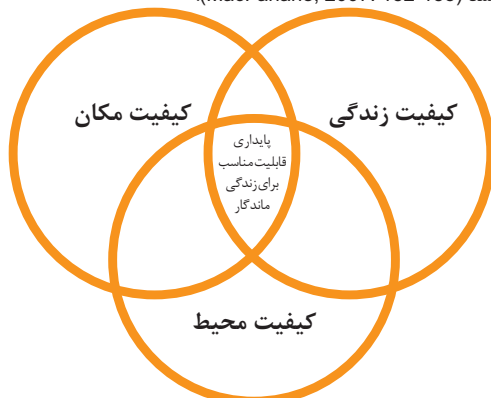 کیفیت زندگی
کیفیت مکان
پایداری
قابلیت مناسب
برای زندگی
ماندگار
کیفیت محیط